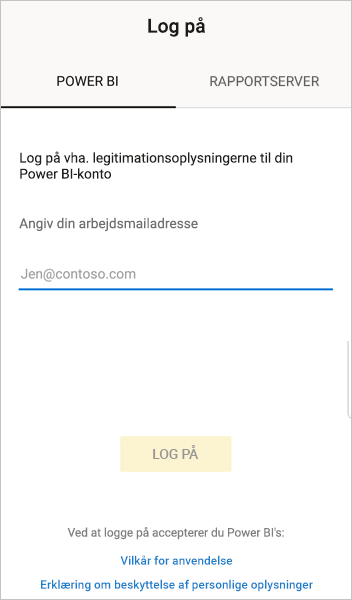 Log på
POWER BI
RAPPORTSERVER
Log på vha. legitimationsoplysningerne til din
Power BI-konto
Angiv din arbejdsmailadresse
Jen@contoso.com
LOG PÅ
Ved at logge på accepterer du Power BI's:
Vilkår for anvendelse
Erklæring om beskyttelse af personlige oplysninger